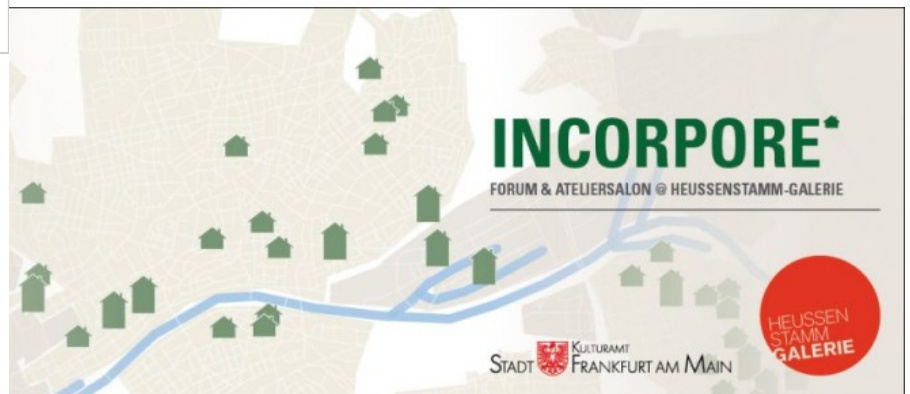 INCORPORE
FORUM & ATELIERSALON @ HEUSSENSTAMM-GALERIE
HEUSSEN
STAMM
GALERIE
KULTURAMT
STADT FRANKFURT AM MAIN